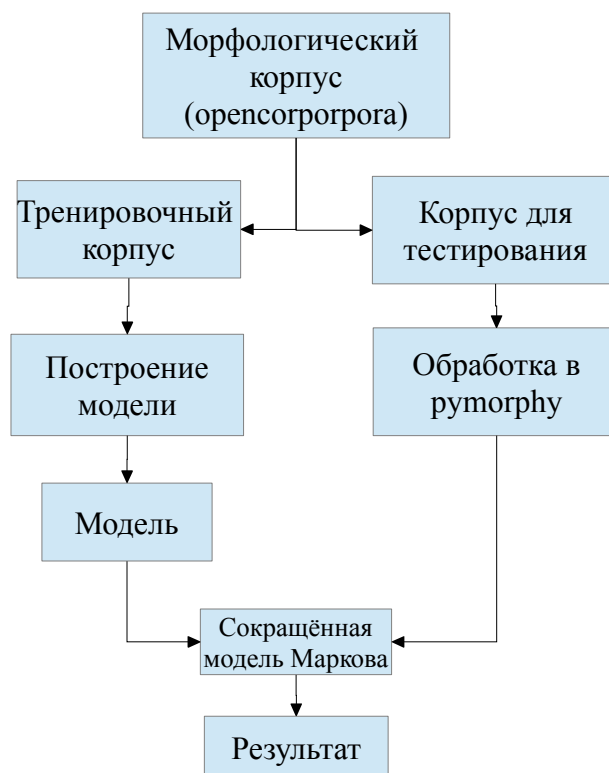 Морфологический
корпус
(opencorporpora)
Тренировочный
корпус
Корпус для
тестирования
Построение
модели
Обработка в
pymorphy
Модель
Сокращённая
модель Маркова
Результат